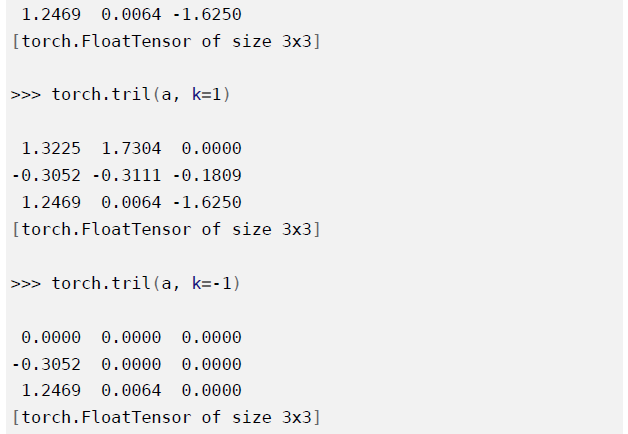 1.2469 0.0064 -1.6250
[torch.FloatTensor of size 3x3]
>>> torch.tril(a, k=1)
1.3225 1.7304 0.0000
-0.3052 -0.3111 -0.1809
1.2469 0.0064 -1.6250
[torch.FloatTensor of size 3x3]
>>> torch.tril(a, k=-1)
0.0000 0.0000 0.0000
-0.3052 0.0000 0.0000
1.2469 0.0064 0.0000
[torch.FloatTensor of size 3x3]